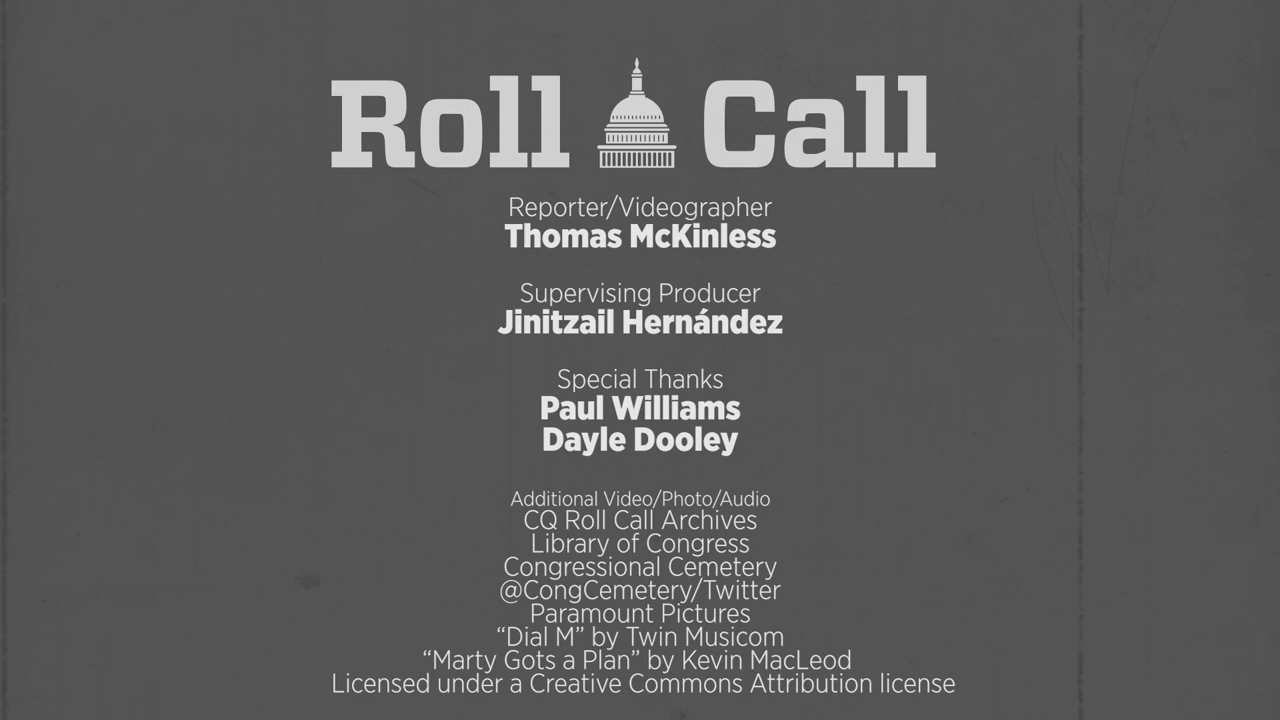 Roll Call
Reporter/Videographer
Thomas McKinless
Supervising Producer
Jinitzail Hernández
Special Thanks
Paul Williams
Dayle Dooley
Additional Video/Photo/Audio
CQ Roll Call Archives
Library of Congress
Congressional Cemetery
@CongCemetery/Twitter
Paramount Pictures
“Dial M” by Twin Musicom
“Marty Gots a Plan” by Kevin MacLeod
Licensed under a Creative Commons Attribution license